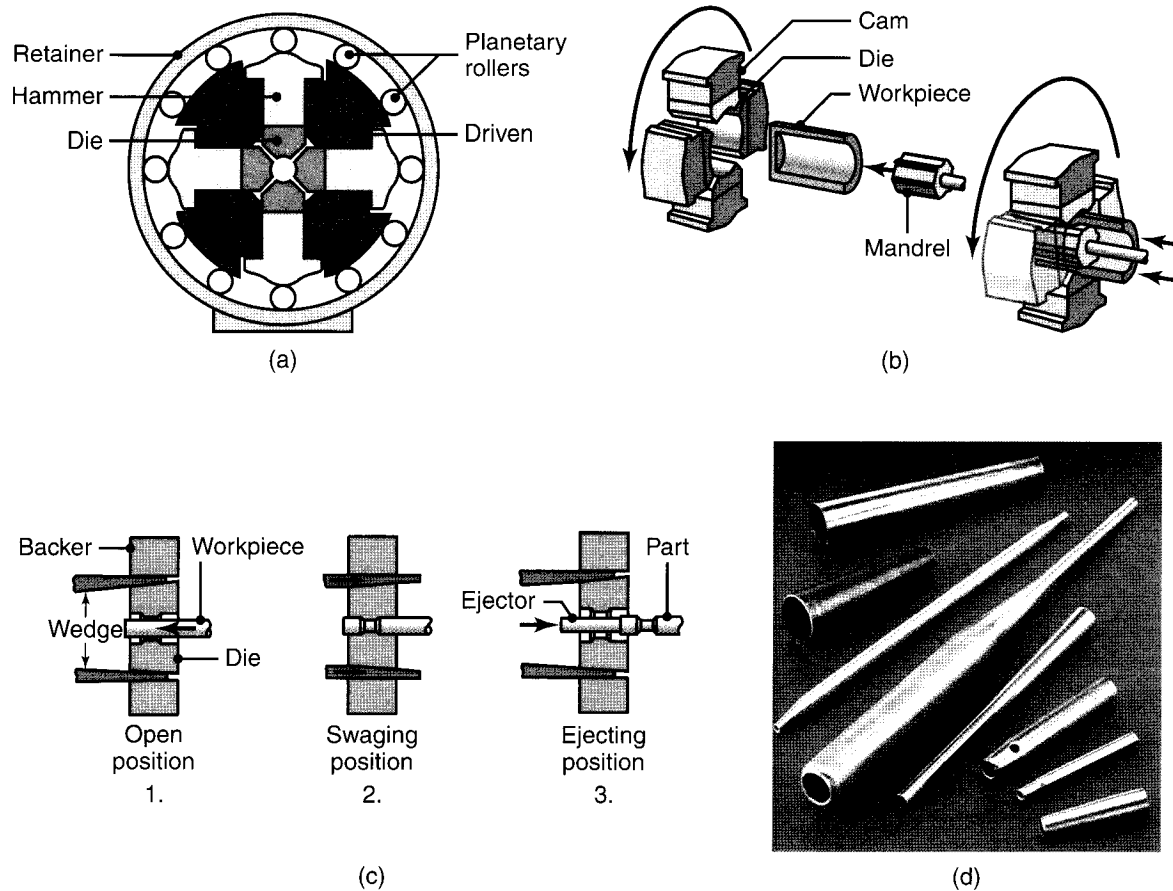 Retainer
Hammer
Die
Planetary
rollers
Driven
(a)
Cam
Die
Workpiece
Mandrel
(b)
Backer
Workpiece
Wedge
Die
Open
position
1.
Swaging
position
2.
Ejector
Part
Ejecting
position
3.
(c)
(d)